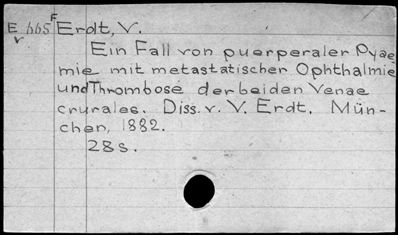 E v 665 F Erdt, V.
Ein Fall von puerperaler Pyae
mie mit metastatischer Ophthalmie
und Thrombose der beiden Venae
crurales. Diss. v. V. Erdt. Mün-
chen, 1882.
28 s.